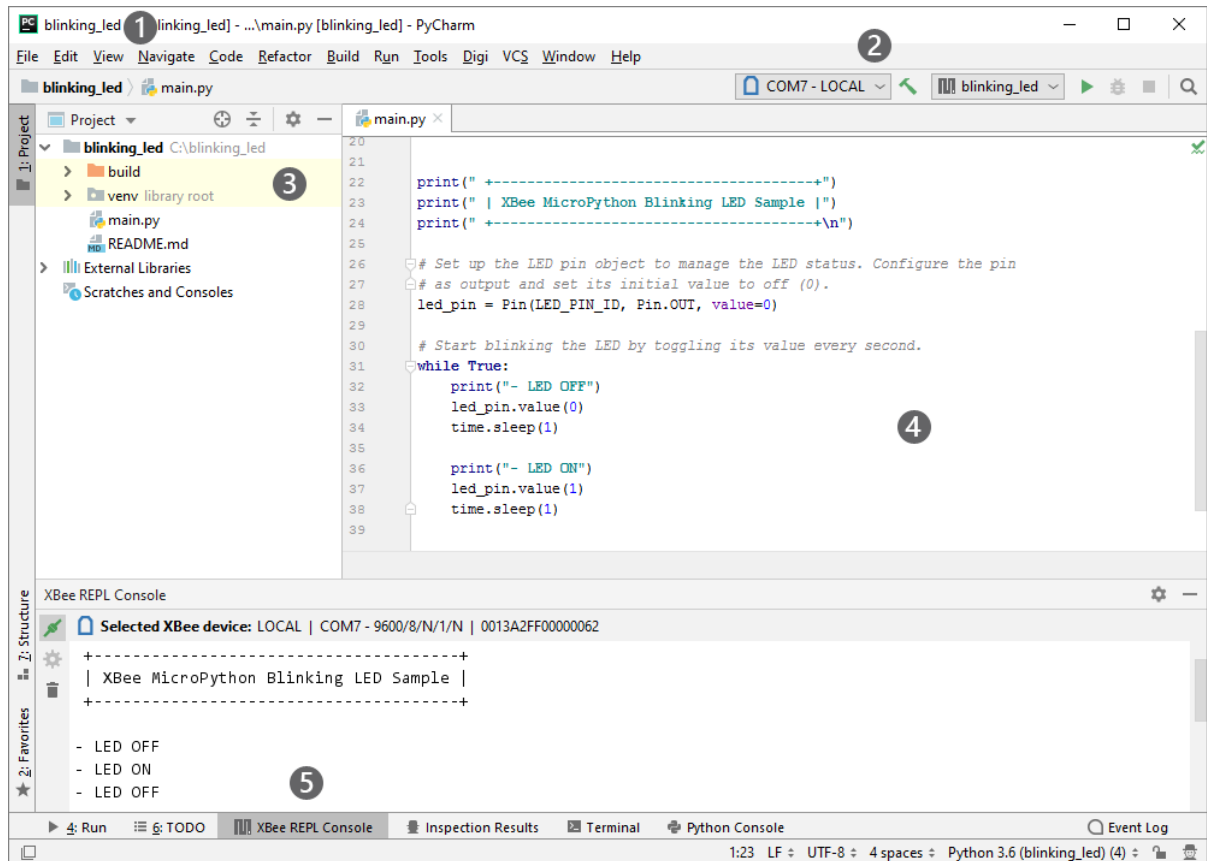 PC blinking_led 1 linking_led] - ...\main.py [blinking_led] - PyCharm
File Edit View Navigate Code Refactor Build Run Tools Digi VCS Window Help
2
blinking_led main.py COM7 - LOCAL blinking_led
1: Project
Project main.py
blinking_led C:\blinking_led
build
venv library root
3
main.py
MD README.md
External Libraries
Scratches and Consoles
20
21
22 print(" +--------------------------------------+")
23 print(" | XBee MicroPython Blinking LED Sample |")
24 print(" +--------------------------------------+\n")
25
26 # Set up the LED pin object to manage the LED status. Configure the pin
27 # as output and set its initial value to off (0).
28 led_pin = Pin(LED_PIN_ID, Pin.OUT, value=0)
29
30 # Start blinking the LED by toggling its value every second.
31 while True:
32 print("- LED OFF")
33 led_pin.value(0)
34 time.sleep(1)
35
36 print("- LED ON")
37 led_pin.value(1)
38 time.sleep(1)
39
4
7: Structure
2: Favorites
XBee REPL Console
Selected XBee device: LOCAL | COM7 - 9600/8/N/1/N | 0013A2FF00000062
+--------------------------------------+
| XBee MicroPython Blinking LED Sample |
+--------------------------------------+
- LED OFF
- LED ON
- LED OFF
5
4: Run 6: TODO XBee REPL Console Inspection Results Terminal Python Console Event Log
1:23 LF UTF-8 4 spaces Python 3.6 (blinking_led) (4)